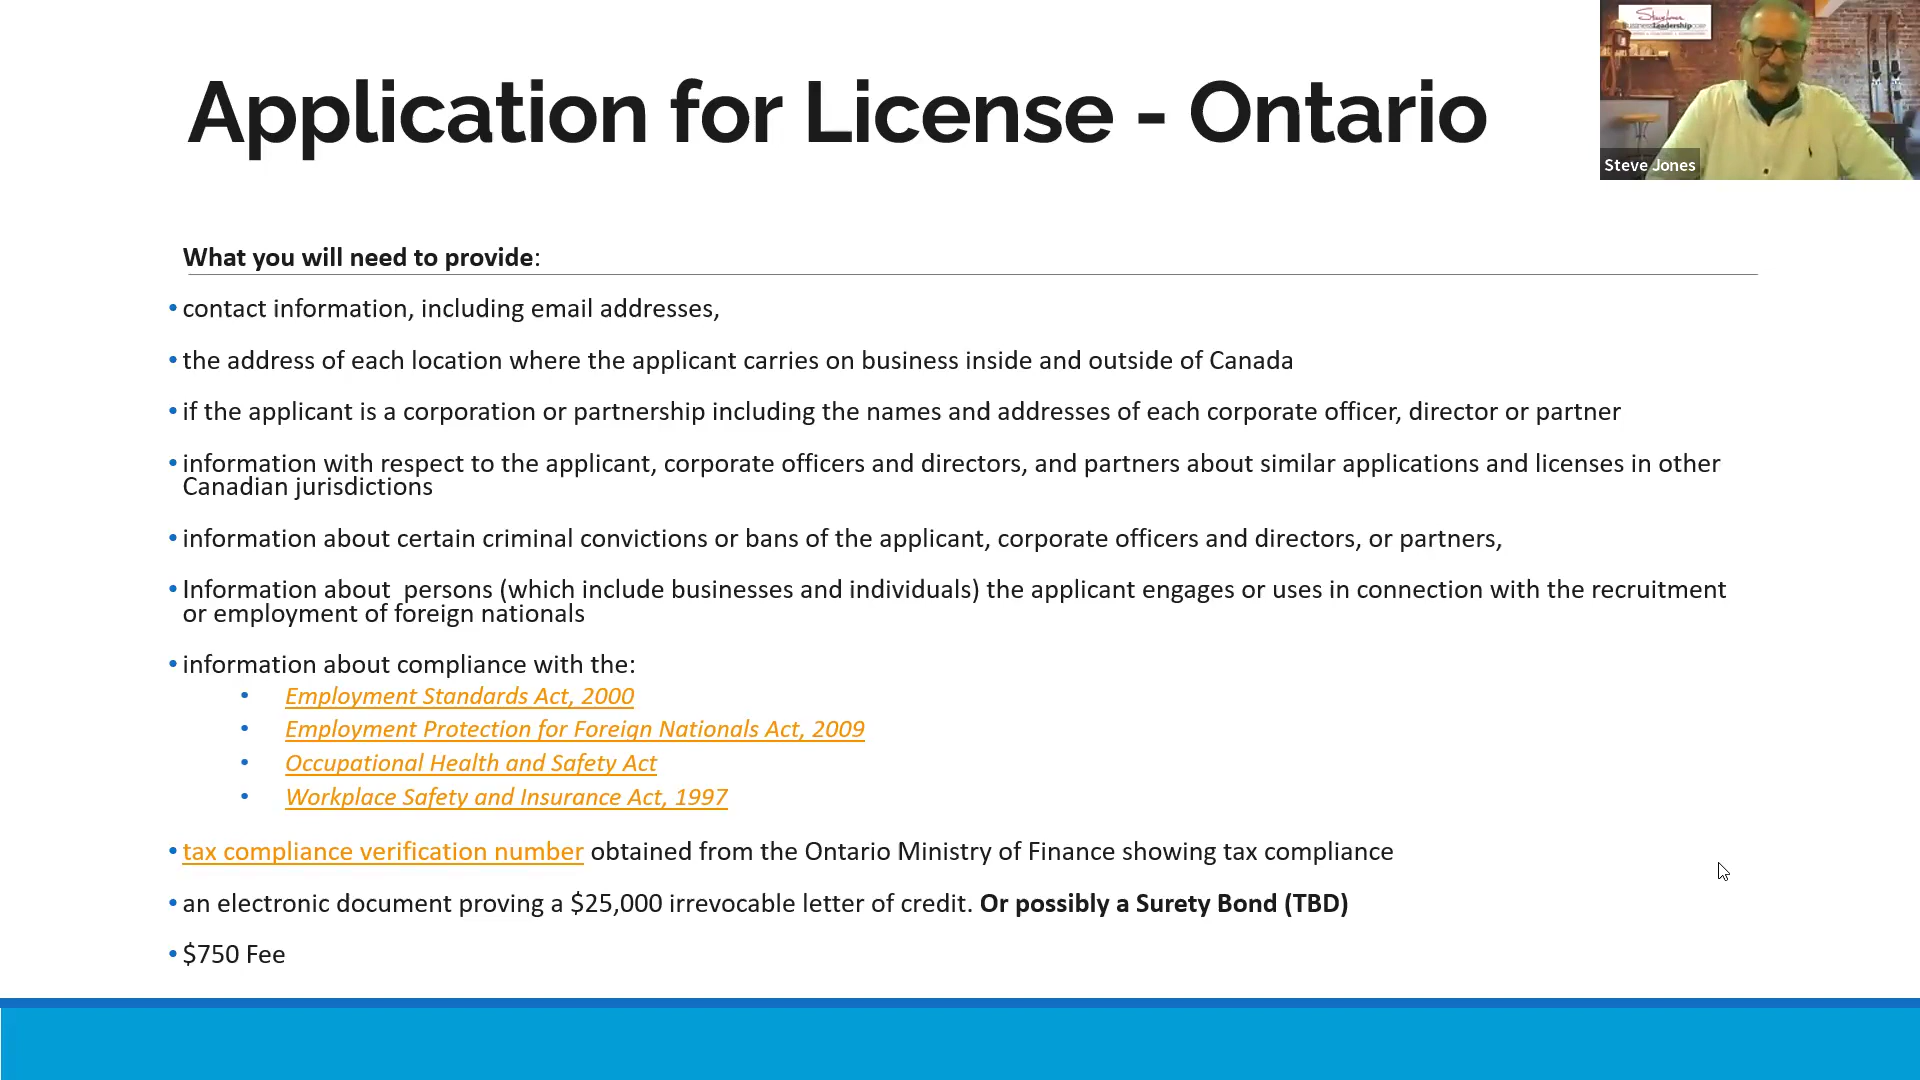 Application for License - Ontario
Leadership
Steve Jones
What you will need to provide:
• contact information, including email addresses,
• the address of each location where the applicant carries on business inside and outside of Canada
• if the applicant is a corporation or partnership including the names and addresses of each corporate officer, director or partner
• information with respect to the applicant, corporate officers and directors, and partners about similar applications and licenses in other
Canadian jurisdictions
• information about certain criminal convictions or bans of the applicant, corporate officers and directors, or partners,
• Information about  persons (which include businesses and individuals) the applicant engages or uses in connection with the recruitment
or employment of foreign nationals
• information about compliance with the:
• Employment Standards Act, 2000
• Employment Protection for Foreign Nationals Act, 2009
• Occupational Health and Safety Act
• Workplace Safety and Insurance Act, 1997
• tax compliance verification number obtained from the Ontario Ministry of Finance showing tax compliance
• an electronic document proving a $25,000 irrevocable letter of credit. Or possibly a Surety Bond (TBD)
• $750 Fee